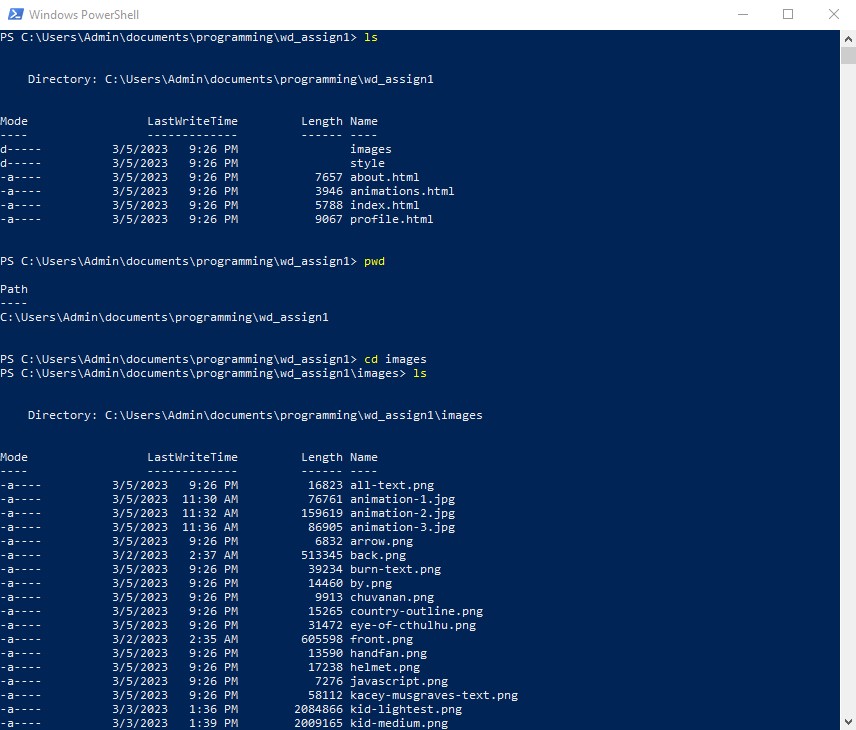 Windows PowerShell
PS C:\Users\Admin\documents\programming\wd_assign1> ls
Directory: C:\Users\Admin\documents\programming\wd_assign1
Mode LastWriteTime Length Name
---- ------------- ------ ----
d----- 3/5/2023 9:26 PM images
d----- 3/5/2023 9:26 PM style
-a---- 3/5/2023 9:26 PM 7657 about.html
-a---- 3/5/2023 9:26 PM 3946 animations.html
-a---- 3/5/2023 9:26 PM 5788 index.html
-a---- 3/5/2023 9:26 PM 9067 profile.html
PS C:\Users\Admin\documents\programming\wd_assign1> pwd
Path
----
C:\Users\Admin\documents\programming\wd_assign1
PS C:\Users\Admin\documents\programming\wd_assign1> cd images
PS C:\Users\Admin\documents\programming\wd_assign1\images> ls
Directory: C:\Users\Admin\documents\programming\wd_assign1\images
Mode LastWriteTime Length Name
---- ------------- ------ ----
-a---- 3/5/2023 9:26 PM 16823 all-text.png
-a---- 3/5/2023 11:30 AM 76761 animation-1.jpg
-a---- 3/5/2023 11:32 AM 159619 animation-2.jpg
-a---- 3/5/2023 11:36 AM 86905 animation-3.jpg
-a---- 3/5/2023 9:26 PM 6832 arrow.png
-a---- 3/2/2023 2:37 AM 513345 back.png
-a---- 3/5/2023 9:26 PM 39234 burn-text.png
-a---- 3/5/2023 9:26 PM 14460 by.png
-a---- 3/5/2023 9:26 PM 9913 chuvanan.png
-a---- 3/5/2023 9:26 PM 15265 country-outline.png
-a---- 3/5/2023 9:26 PM 31472 eye-of-cthulhu.png
-a---- 3/2/2023 2:35 AM 605598 front.png
-a---- 3/5/2023 9:26 PM 13590 handfan.png
-a---- 3/5/2023 9:26 PM 17238 helmet.png
-a---- 3/5/2023 9:26 PM 7276 javascript.png
-a---- 3/5/2023 9:26 PM 58112 kacey-musgraves-text.png
-a---- 3/3/2023 1:36 PM 2084866 kid-lightest.png
-a---- 3/3/2023 1:39 PM 2009165 kid-medium.png